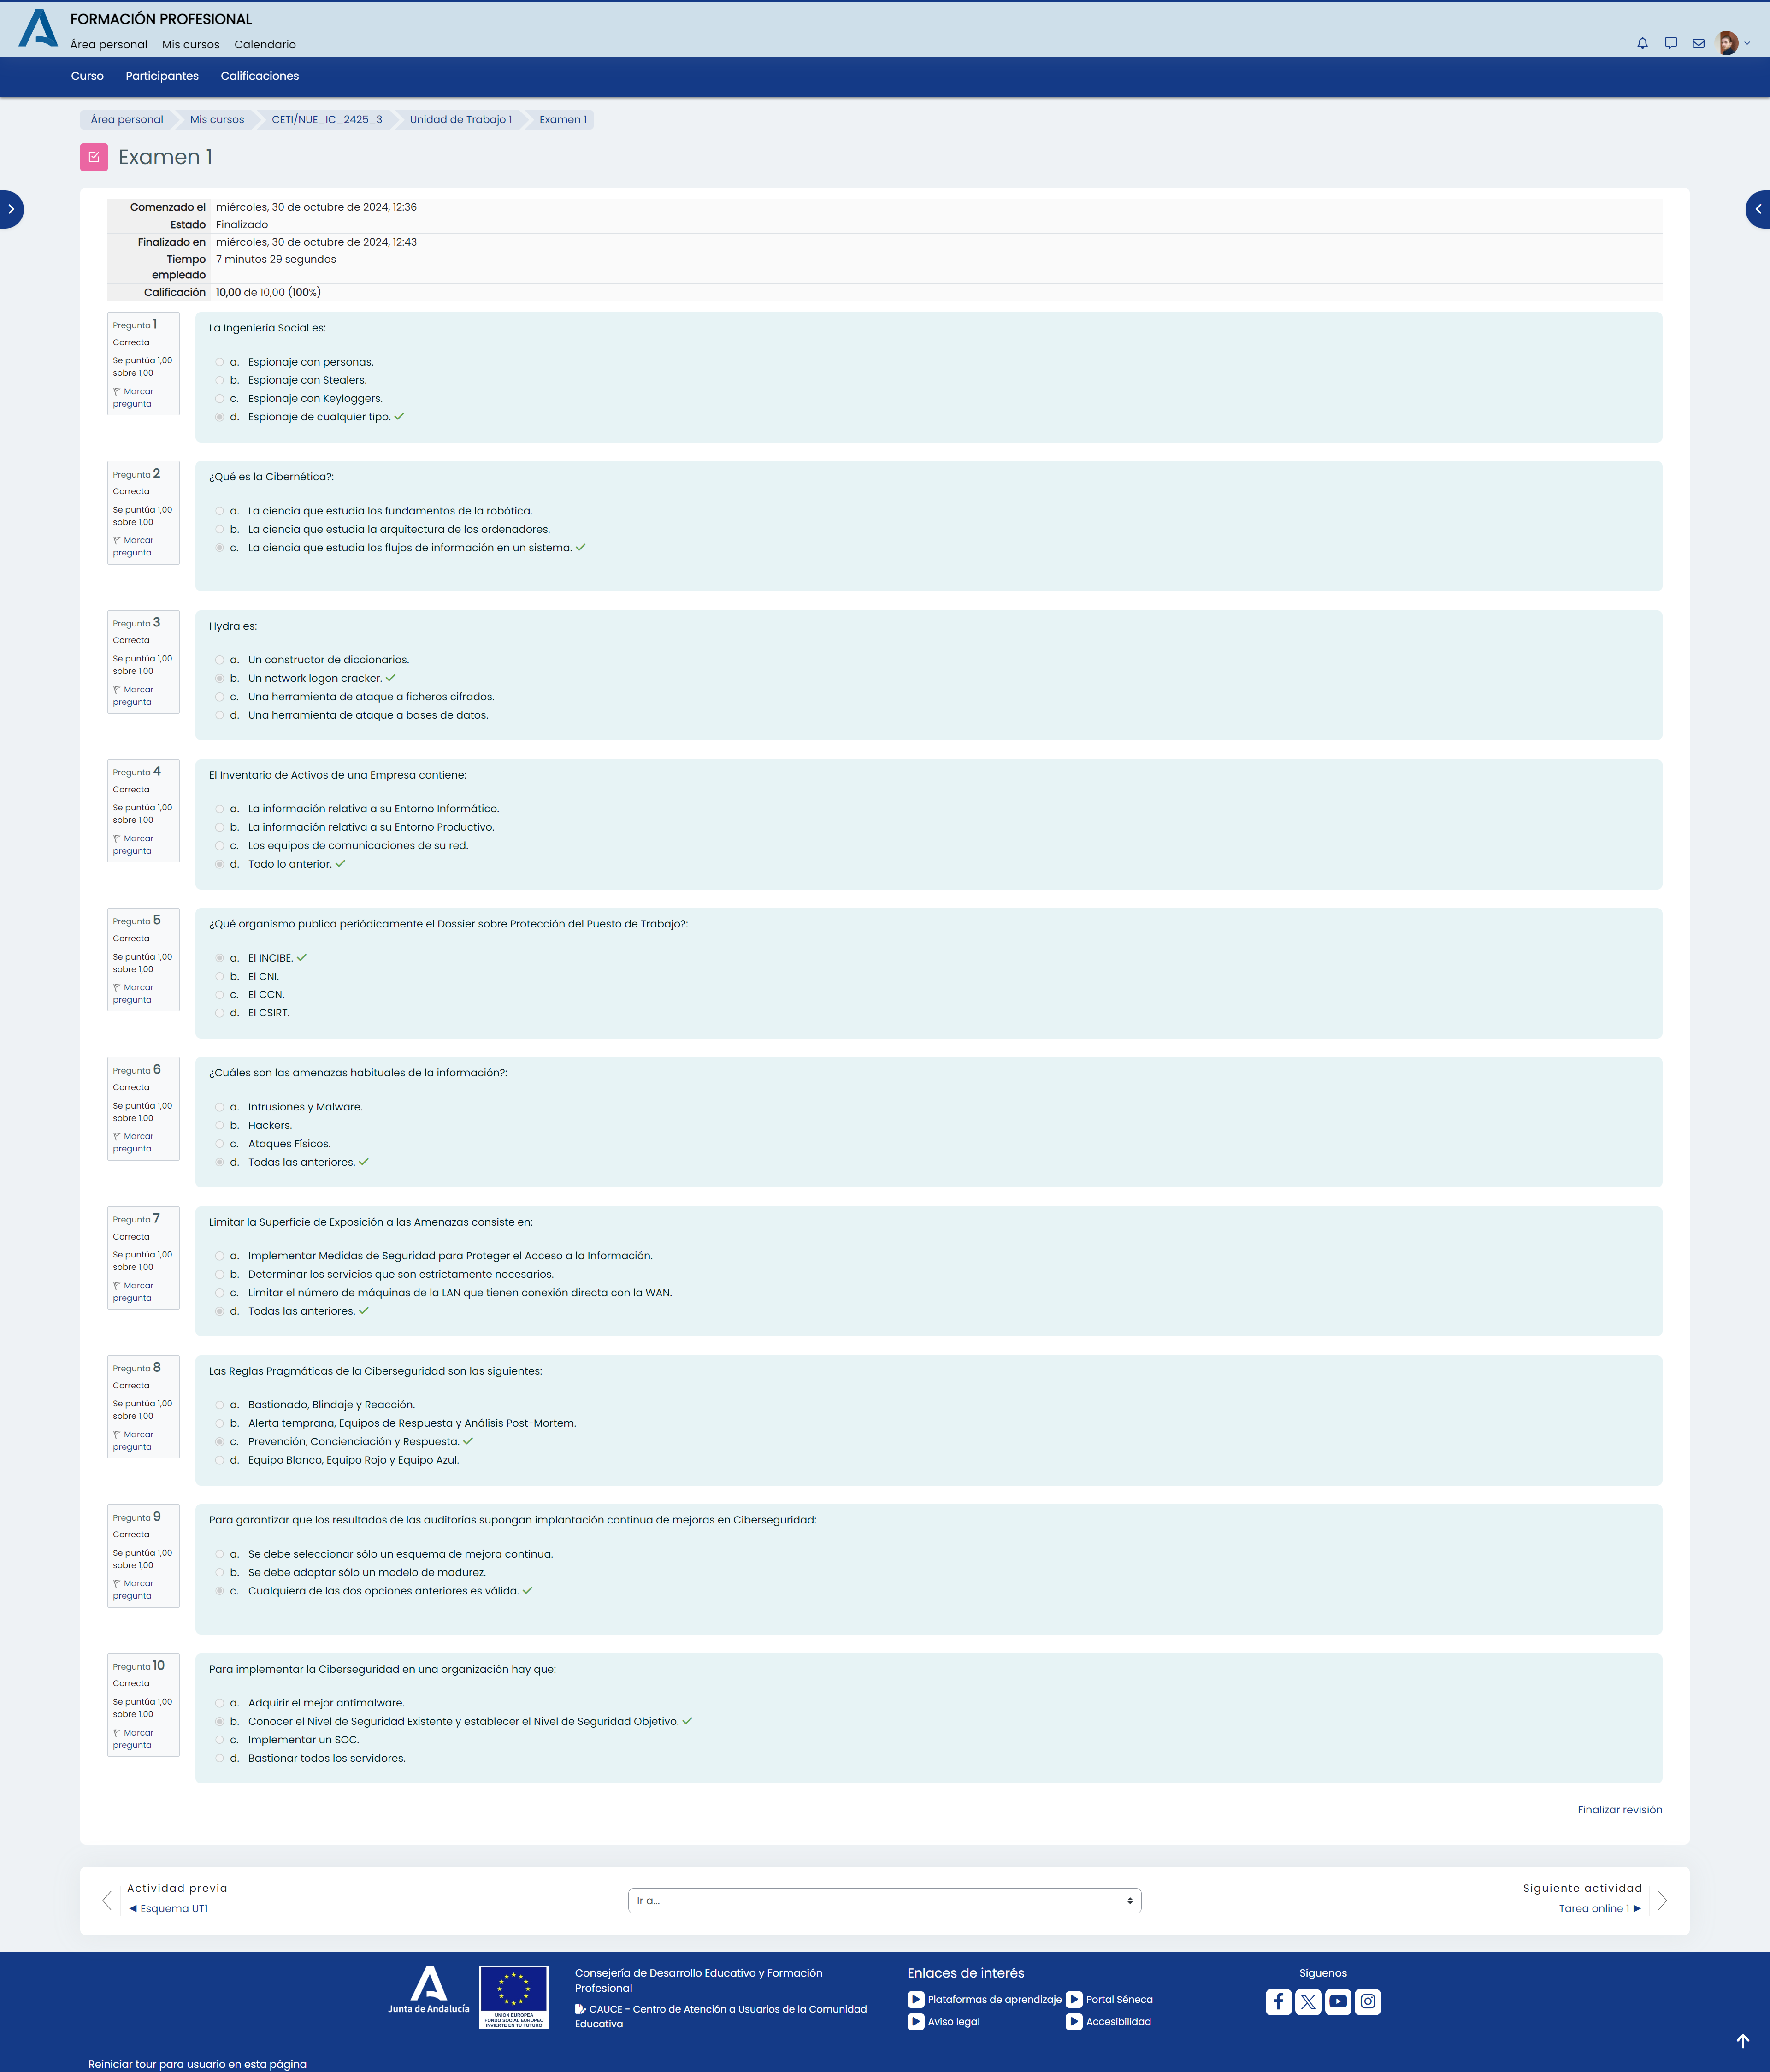 FORMACIÓN PROFESIONAL
Área personal Mis cursos Calendario
Curso Participantes Calificaciones
Área personal Mis cursos CETI/NUE_IC_2425_3 Unidad de Trabajo 1 Examen 1
Examen 1
Comenzado el miércoles, 30 de octubre de 2024, 12:36
Estado Finalizado
Finalizado en miércoles, 30 de octubre de 2024, 12:43
Tiempo empleado 7 minutos 29 segundos
Calificación 10,00 de 10,00 (100%)
Pregunta 1
Correcta
Se puntúa 1,00
sobre 1,00
Marcar
pregunta
La Ingeniería Social es:
a. Espionaje con personas.
b. Espionaje con Stealers.
c. Espionaje con Keyloggers.
d. Espionaje de cualquier tipo.
Pregunta 2
Correcta
Se puntúa 1,00
sobre 1,00
Marcar
pregunta
¿Qué es la Cibernética?:
a. La ciencia que estudia los fundamentos de la robótica.
b. La ciencia que estudia la arquitectura de los ordenadores.
c. La ciencia que estudia los flujos de información en un sistema.
Pregunta 3
Correcta
Se puntúa 1,00
sobre 1,00
Marcar
pregunta
Hydra es:
a. Un constructor de diccionarios.
b. Un network logon cracker.
c. Una herramienta de ataque a ficheros cifrados.
d. Una herramienta de ataque a bases de datos.
Pregunta 4
Correcta
Se puntúa 1,00
sobre 1,00
Marcar
pregunta
El Inventario de Activos de una Empresa contiene:
a. La información relativa a su Entorno Informático.
b. La información relativa a su Entorno Productivo.
c. Los equipos de comunicaciones de su red.
d. Todo lo anterior.
Pregunta 5
Correcta
Se puntúa 1,00
sobre 1,00
Marcar
pregunta
¿Qué organismo publica periódicamente el Dossier sobre Protección del Puesto de Trabajo?:
a. El INCIBE.
b. El CNI.
c. El CCN.
d. El CSIRT.
Pregunta 6
Correcta
Se puntúa 1,00
sobre 1,00
Marcar
pregunta
¿Cuáles son las amenazas habituales de la información?:
a. Intrusiones y Malware.
b. Hackers.
c. Ataques Físicos.
d. Todas las anteriores.
Pregunta 7
Correcta
Se puntúa 1,00
sobre 1,00
Marcar
pregunta
Limitar la Superficie de Exposición a las Amenazas consiste en:
a. Implementar Medidas de Seguridad para Proteger el Acceso a la Información.
b. Determinar los servicios que son estrictamente necesarios.
c. Limitar el número de máquinas de la LAN que tienen conexión directa con la WAN.
d. Todas las anteriores.
Pregunta 8
Correcta
Se puntúa 1,00
sobre 1,00
Marcar
pregunta
Las Reglas Pragmáticas de la Ciberseguridad son las siguientes:
a. Bastionado, Blindaje y Reacción.
b. Alerta temprana, Equipos de Respuesta y Análisis Post-Mortem.
c. Prevención, Concienciación y Respuesta.
d. Equipo Blanco, Equipo Rojo y Equipo Azul.
Pregunta 9
Correcta
Se puntúa 1,00
sobre 1,00
Marcar
pregunta
Para garantizar que los resultados de las auditorías supongan implantación continua de mejoras en Ciberseguridad:
a. Se debe seleccionar sólo un esquema de mejora continua.
b. Se debe adoptar sólo un modelo de madurez.
c. Cualquiera de las dos opciones anteriores es válida.
Pregunta 10
Correcta
Se puntúa 1,00
sobre 1,00
Marcar
pregunta
Para implementar la Ciberseguridad en una organización hay que:
a. Adquirir el mejor antimalware.
b. Conocer el Nivel de Seguridad Existente y establecer el Nivel de Seguridad Objetivo.
c. Implementar un SOC.
d. Bastionar todos los servidores.
Finalizar revisión
Actividad previa
◄ Esquema UT1
Ir a...
Siguiente actividad
Tarea online 1 ►
Junta de Andalucía
UNIÓN EUROPEA
FONDO SOCIAL EUROPEO
INVIERTE EN TU FUTURO
Consejería de Desarrollo Educativo y Formación
Profesional
CAUCE - Centro de Atención a Usuarios de la Comunidad
Educativa
Enlaces de interés
Plataformas de aprendizaje Portal Séneca
Aviso legal Accesibilidad
Síguenos
Reiniciar tour para usuario en esta página